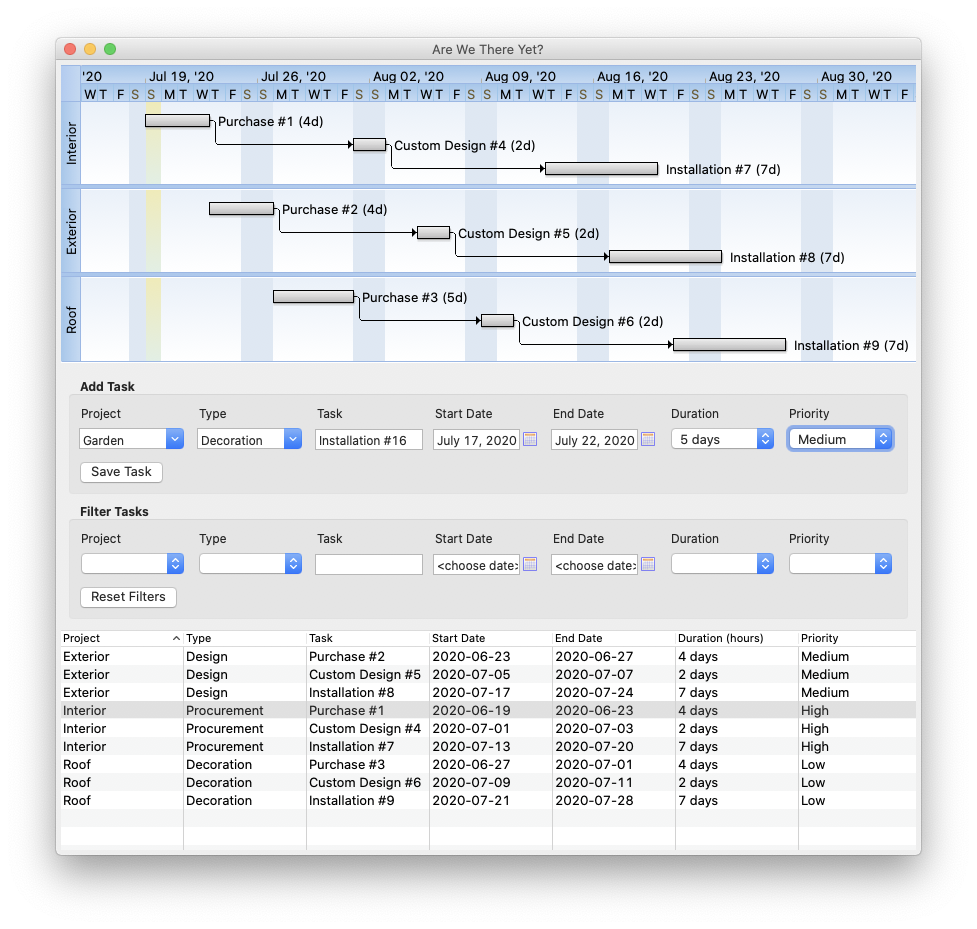 Are We There Yet?
'20 Jul 19, '20 Jul 26, '20 Aug 02, '20 Aug 09, '20 Aug 16, '20 Aug 23, '20 Aug 30, '20
W T F S S M T W T F S S M T W T F S S M T W T F S S M T W T F S S M T W T F S S M T W T F S S M T W T F
Interior
Purchase #1 (4d)
Custom Design #4 (2d)
Installation #7 (7d)
Exterior
Purchase #2 (4d)
Custom Design #5 (2d)
Installation #8 (7d)
Roof
Purchase #3 (5d)
Custom Design #6 (2d)
Installation #9 (7d)
Add Task
Project Type Task Start Date End Date Duration Priority
Garden Decoration Installation #16 July 17, 2020 July 22, 2020 5 days Medium
Save Task
Filter Tasks
Project Type Task Start Date End Date Duration Priority
<choose date> <choose date>
Reset Filters
Project Type Task Start Date End Date Duration (hours) Priority
Exterior Design Purchase #2 2020-06-23 2020-06-27 4 days Medium
Exterior Design Custom Design #5 2020-07-05 2020-07-07 2 days Medium
Exterior Design Installation #8 2020-07-17 2020-07-24 7 days Medium
Interior Procurement Purchase #1 2020-06-19 2020-06-23 4 days High
Interior Procurement Custom Design #4 2020-07-01 2020-07-03 2 days High
Interior Procurement Installation #7 2020-07-13 2020-07-20 7 days High
Roof Decoration Purchase #3 2020-06-27 2020-07-01 4 days Low
Roof Decoration Custom Design #6 2020-07-09 2020-07-11 2 days Low
Roof Decoration Installation #9 2020-07-21 2020-07-28 7 days Low